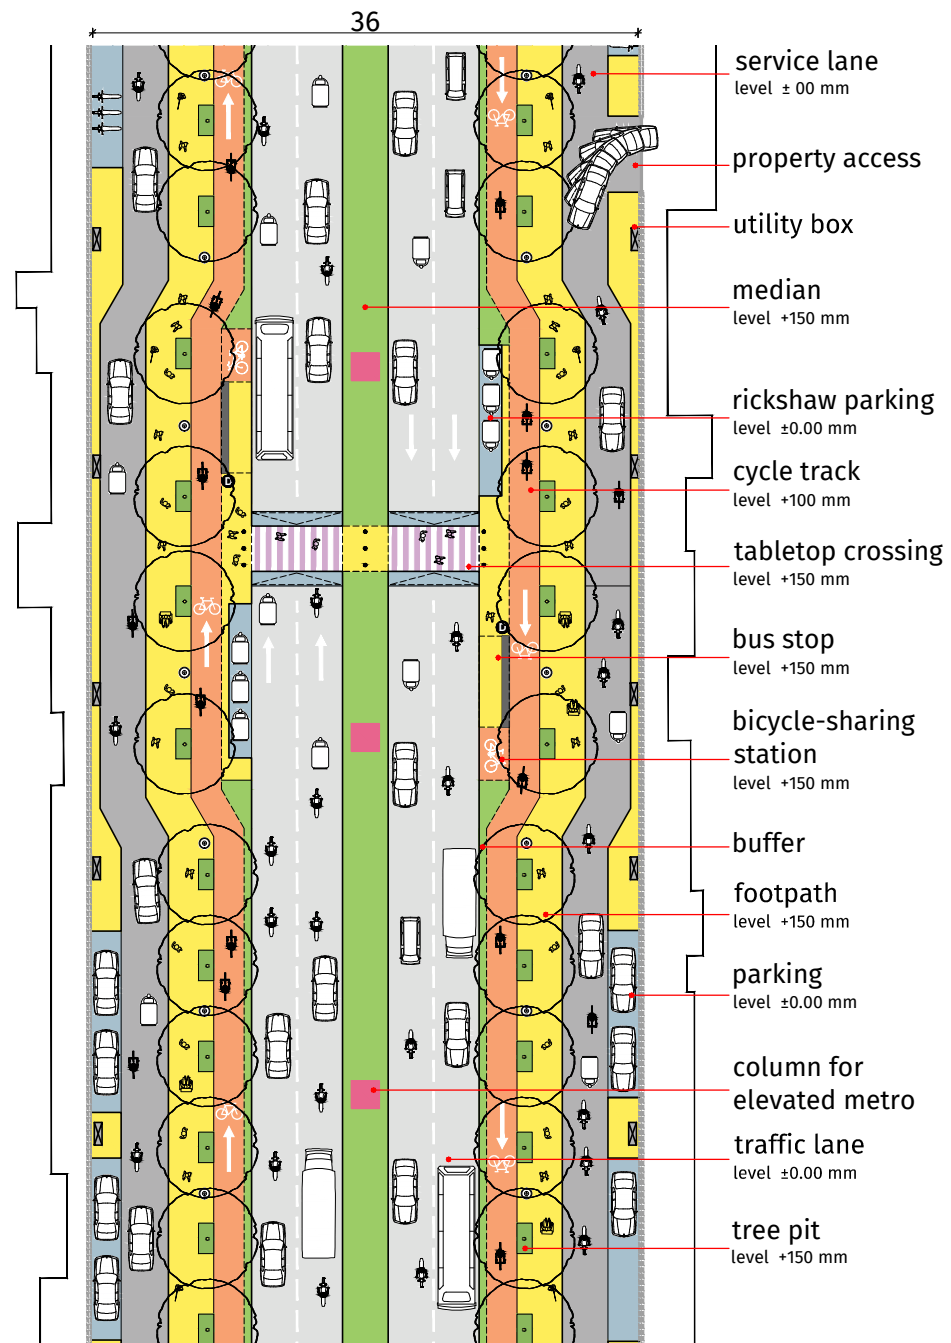 36
service lane
level ± 00 mm
property access
utility box
median
level +150 mm
rickshaw parking
level ±0.00 mm
cycle track
level +100 mm
tabletop crossing
level +150 mm
bus stop
level +150 mm
bicycle-sharing
station
level +150 mm
buffer
footpath
level +150 mm
parking
level ±0.00 mm
column for
elevated metro
traffic lane
level ±0.00 mm
tree pit
level +150 mm